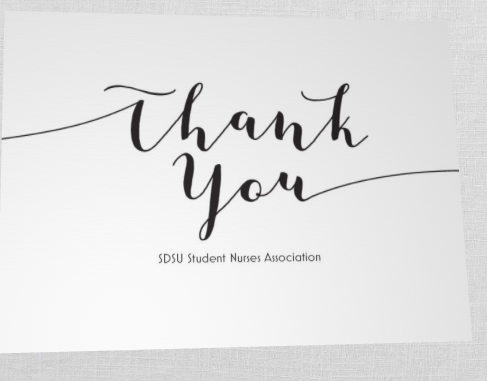 Thank
You
SDSU Student Nurses Association